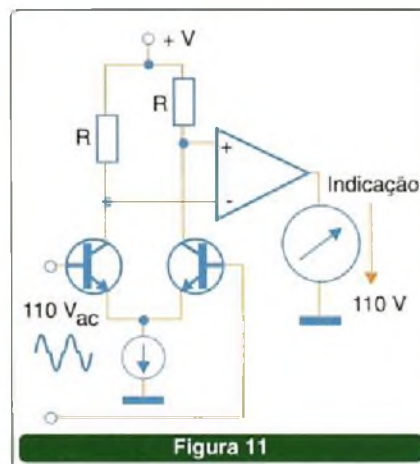 + V
R
R
+
-
Indicação
110 V
110 Vac
Figura 11